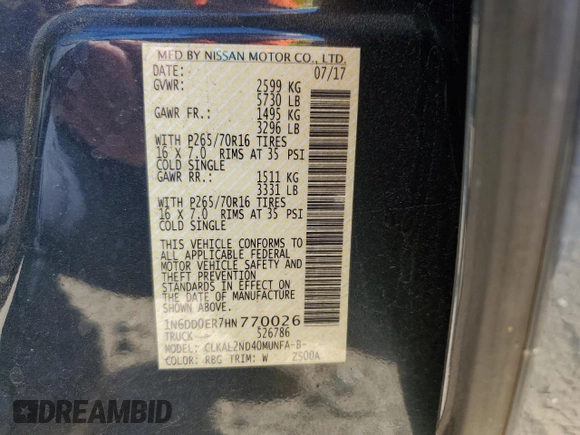 MFD BY NISSAN MOTOR CO., LTD.
DATE: 07/17
GVWR: 2599 KG
5730 LB
GAWR FR.: 1495 KG
3296 LB
WITH P265/70R16 TIRES
16 X 7.0 RIMS AT 35 PSI
COLD SINGLE
GAWR RR.: 1511 KG
3331 LB
WITH P265/70R16 TIRES
16 X 7.0 RIMS AT 35 PSI
COLD SINGLE
THIS VEHICLE CONFORMS TO
ALL APPLICABLE FEDERAL
MOTOR VEHICLE SAFETY AND
THEFT PREVENTION
STANDARDS IN EFFECT ON
THE DATE OF MANUFACTURE
SHOWN ABOVE.
1N6DD0ER7HN770026
TRUCK 526786
MODEL: CLKAL2ND40MUNFA-B-
COLOR: RBG TRIM: W 2500A
DREAMBID